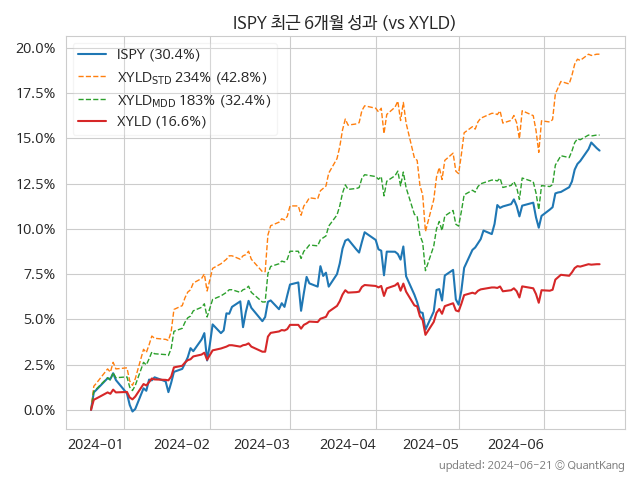 ISPY 최근 6개월 성과 (vs XYLD)
ISPY (30.4%)
XYLD_STD 234% (42.8%)
XYLD_MDD 183% (32.4%)
XYLD (16.6%)
20.0%
17.5%
15.0%
12.5%
10.0%
7.5%
5.0%
2.5%
0.0%
2024-01 2024-02 2024-03 2024-04 2024-05 2024-06
updated: 2024-06-21 © QuantKang